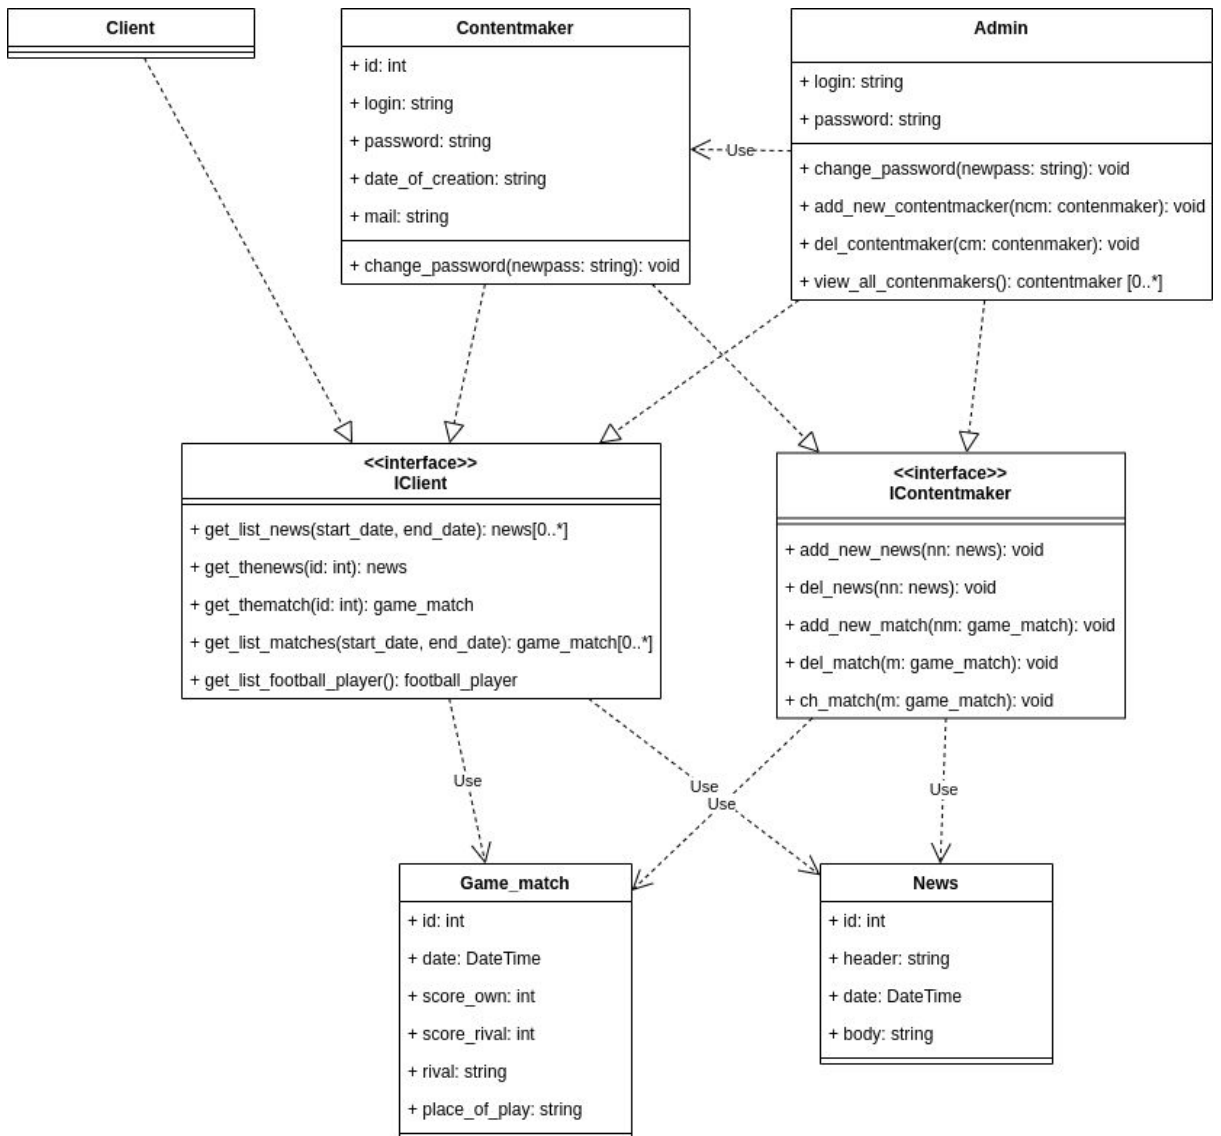 Client
Contentmaker
+ id: int
+ login: string
+ password: string
+ date_of_creation: string
+ mail: string
+ change_password(newpass: string): void
Admin
+ login: string
+ password: string
+ change_password(newpass: string): void
+ add_new_contentmacker(ncm: contenmaker): void
+ del_contentmaker(cm: contenmaker): void
+ view_all_contenmakers(): contentmaker [0..*]
Use
<<interface>>
IClient
+ get_list_news(start_date, end_date): news[0..*]
+ get_thenews(id: int): news
+ get_thematch(id: int): game_match
+ get_list_matches(start_date, end_date): game_match[0..*]
+ get_list_football_player(): football_player
<<interface>>
IContentmaker
+ add_new_news(nn: news): void
+ del_news(nn: news): void
+ add_new_match(nm: game_match): void
+ del_match(m: game_match): void
+ ch_match(m: game_match): void
Use
Use
Use
Use
Game_match
+ id: int
+ date: DateTime
+ score_own: int
+ score_rival: int
+ rival: string
+ place_of_play: string
News
+ id: int
+ header: string
+ date: DateTime
+ body: string